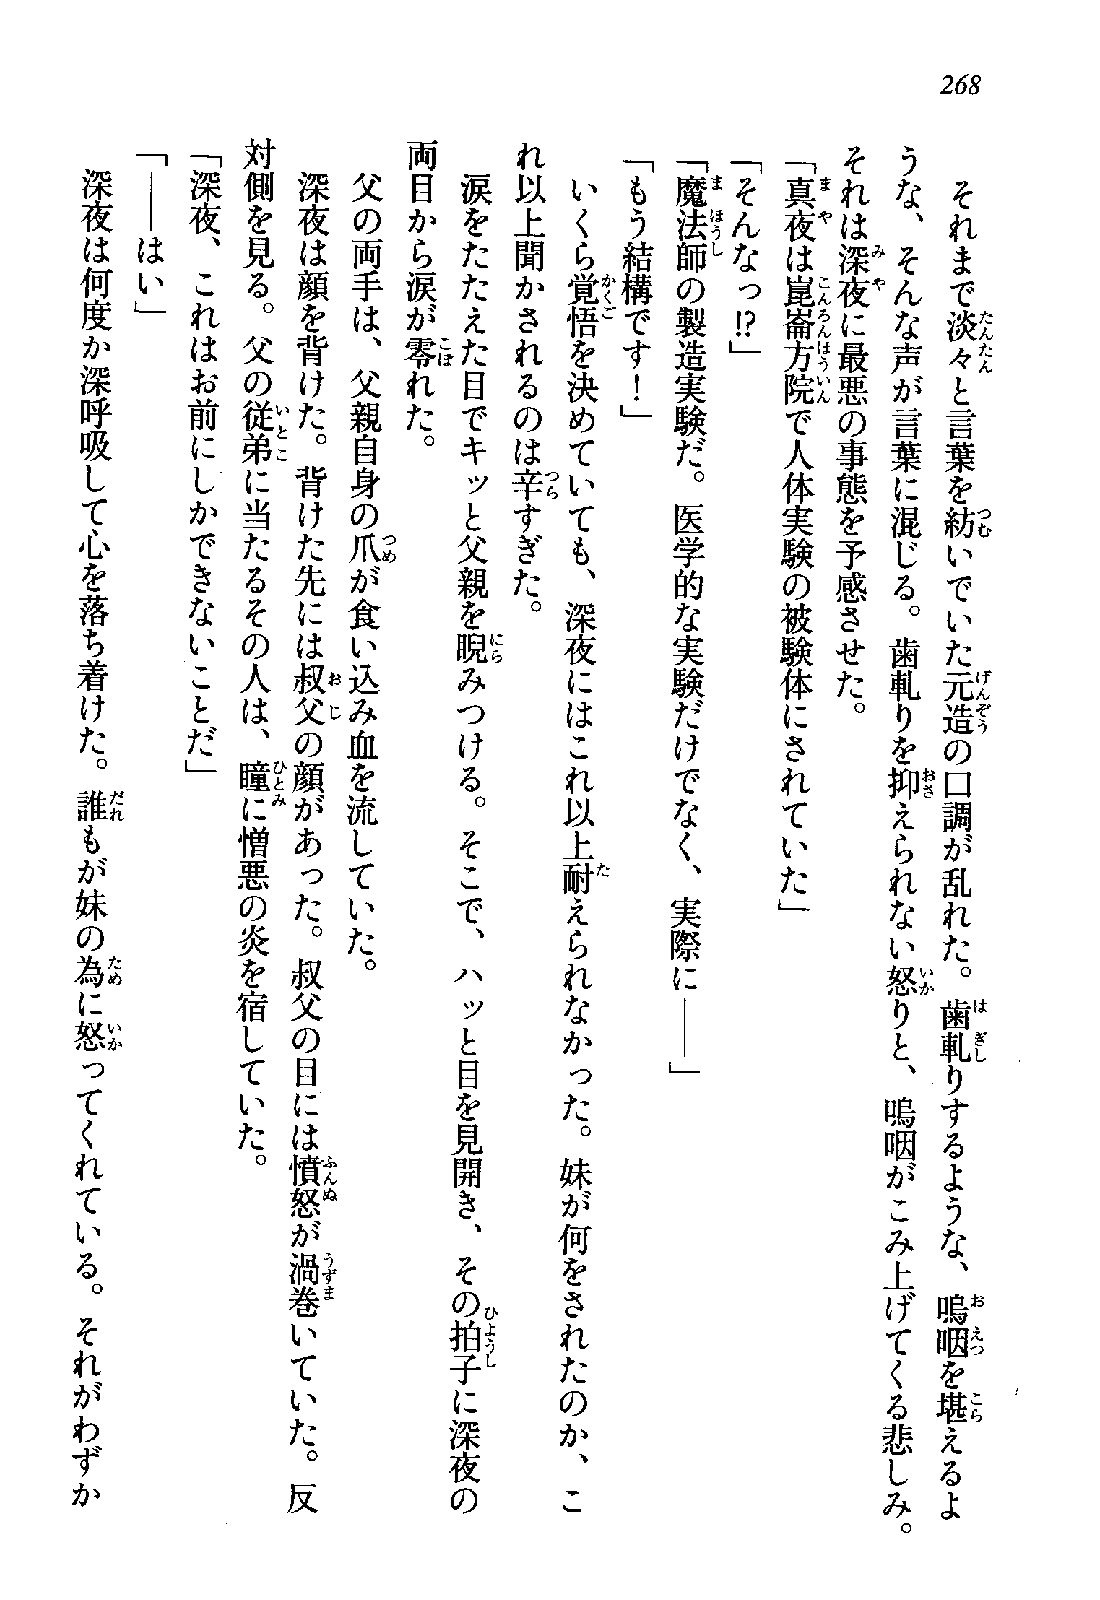 268
それまで淡々と言葉を紡いでいた元造の口調が乱れた。歯軋りするような、嗚咽を堪えるよ
うな、そんな声が言葉に混じる。歯軋りを抑えられない怒りと、嗚咽がこみ上げてくる悲しみ。
それは深夜に最悪の事態を予感させた。
「真夜は崑崙方院で人体実験の被験体にされていた」
「そんなっ!?」
「魔法師の製造実験だ。医学的な実験だけでなく、実際に――」
「もう結構です!」
いくら覚悟を決めていても、深夜にはこれ以上耐えられなかった。妹が何をされたのか、こ
れ以上聞かされるのは辛すぎた。
涙をたたえた目でキッと父親を睨みつける。そこで、ハッと目を見開き、その拍子に深夜の
両目から涙が零れた。
父の両手は、父親自身の爪が食い込み血を流していた。
深夜は顔を背けた。背けた先には叔父の顔があった。叔父の目には憤怒が渦巻いていた。反
対側を見る。父の従弟に当たるその人は、瞳に憎悪の炎を宿していた。
「深夜、これはお前にしかできないことだ」
「――はい」
深夜は何度か深呼吸して心を落ち着けた。誰もが妹の為に怒ってくれている。それがわずか